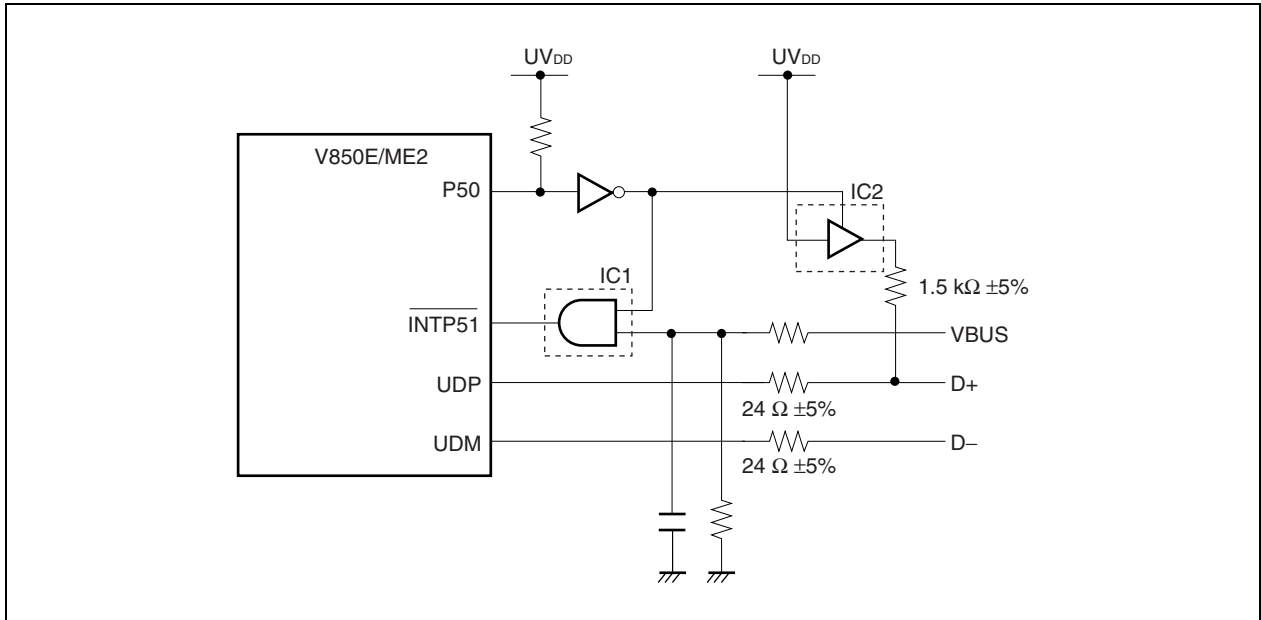 UVDD
UVDD
V850E/ME2
P50
IC2
IC1
1.5 kΩ ±5%
INTP51
VBUS
UDP
D+
24 Ω ±5%
UDM
D−
24 Ω ±5%